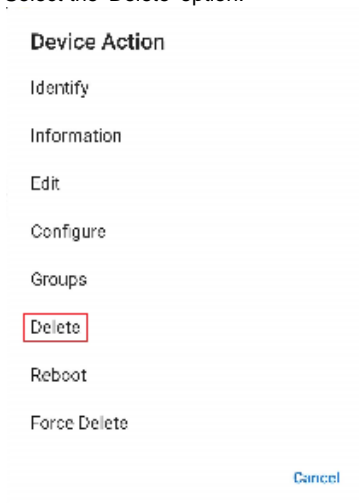 Select the 'Delete' option.
Device Action
Identify
Information
Edit
Configure
Groups
Delete
Reboot
Force Delete
Cancel